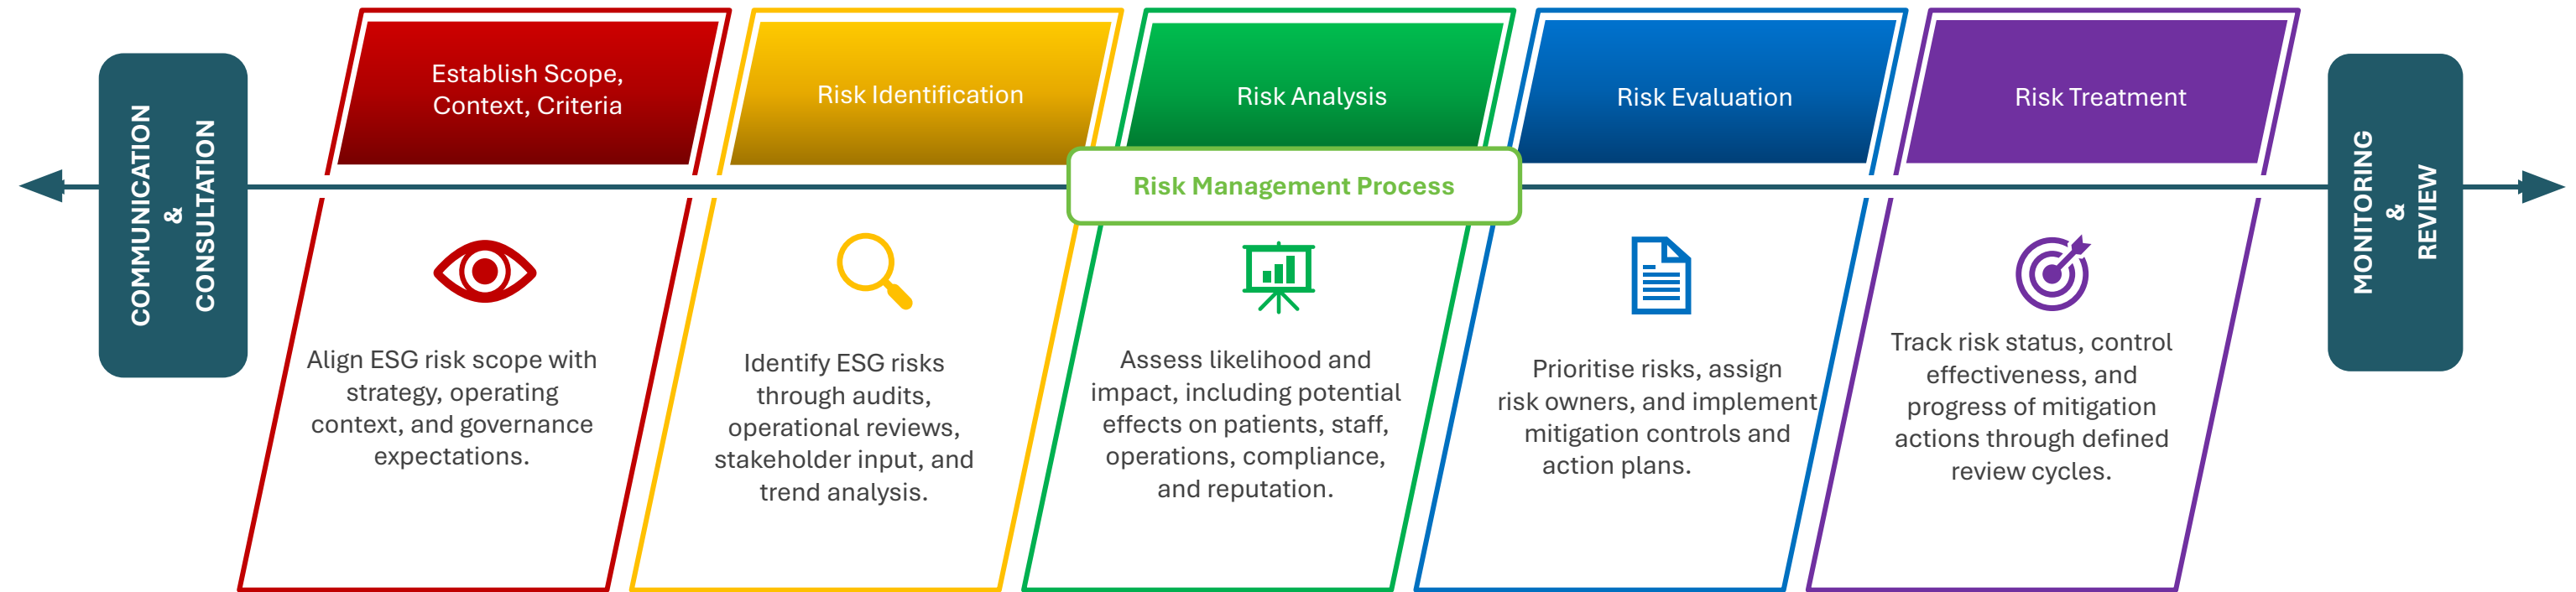 COMMUNICATION
&
CONSULTATION
Establish Scope,
Context, Criteria
Risk Identification
Risk Analysis
Risk Evaluation
Risk Treatment
MONITORING
&
REVIEW
Risk Management Process
Align ESG risk scope with
strategy, operating
context, and governance
expectations.
Identify ESG risks
through audits,
operational reviews,
stakeholder input, and
trend analysis.
Assess likelihood and
impact, including potential
effects on patients, staff,
operations, compliance,
and reputation.
Prioritise risks, assign
risk owners, and implement
mitigation controls and
action plans.
Track risk status, control
effectiveness, and
progress of mitigation
actions through defined
review cycles.